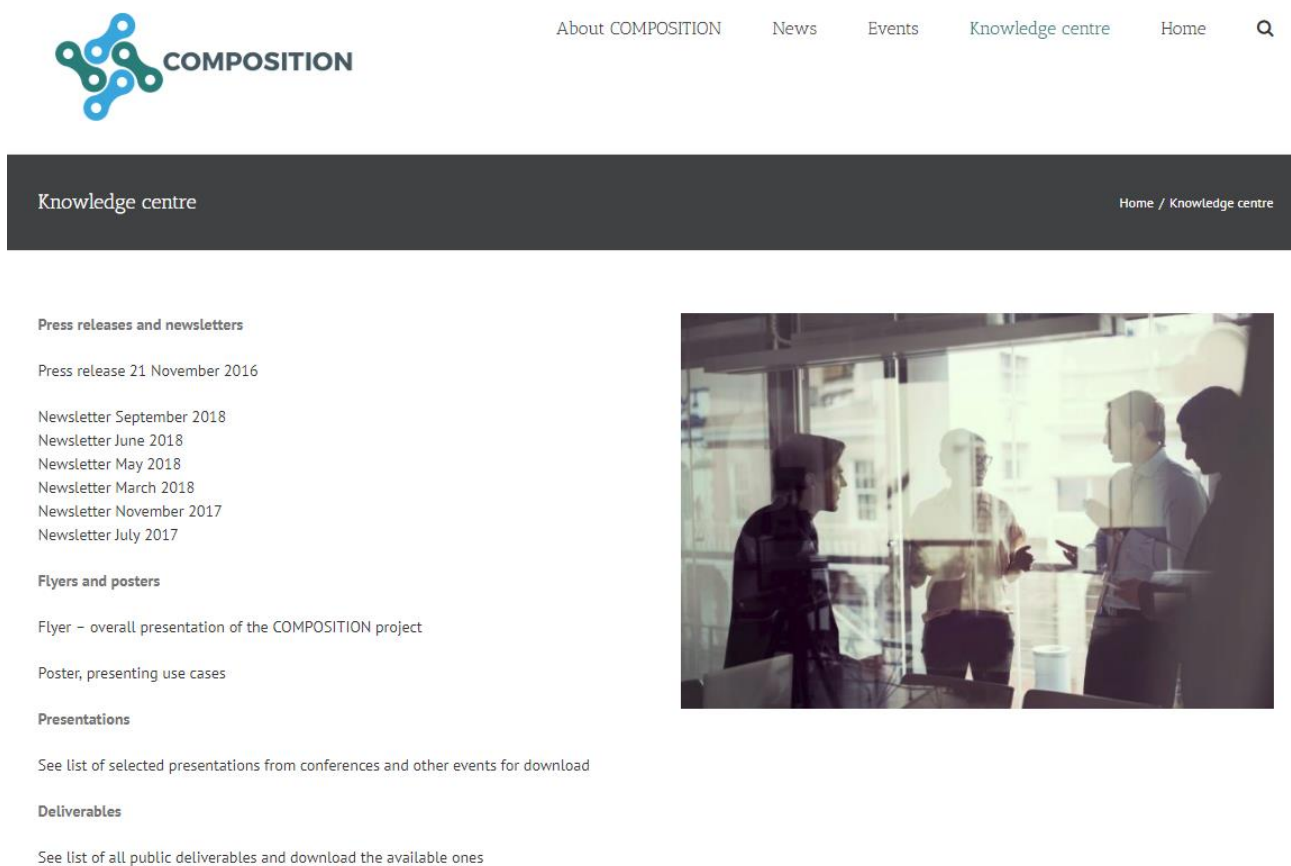 COMPOSITION
About COMPOSITION News Events Knowledge centre Home
Knowledge centre
Home / Knowledge centre
Press releases and newsletters
Press release 21 November 2016
Newsletter September 2018
Newsletter June 2018
Newsletter May 2018
Newsletter March 2018
Newsletter November 2017
Newsletter July 2017
Flyers and posters
Flyer – overall presentation of the COMPOSITION project
Poster, presenting use cases
Presentations
See list of selected presentations from conferences and other events for download
Deliverables
See list of all public deliverables and download the available ones